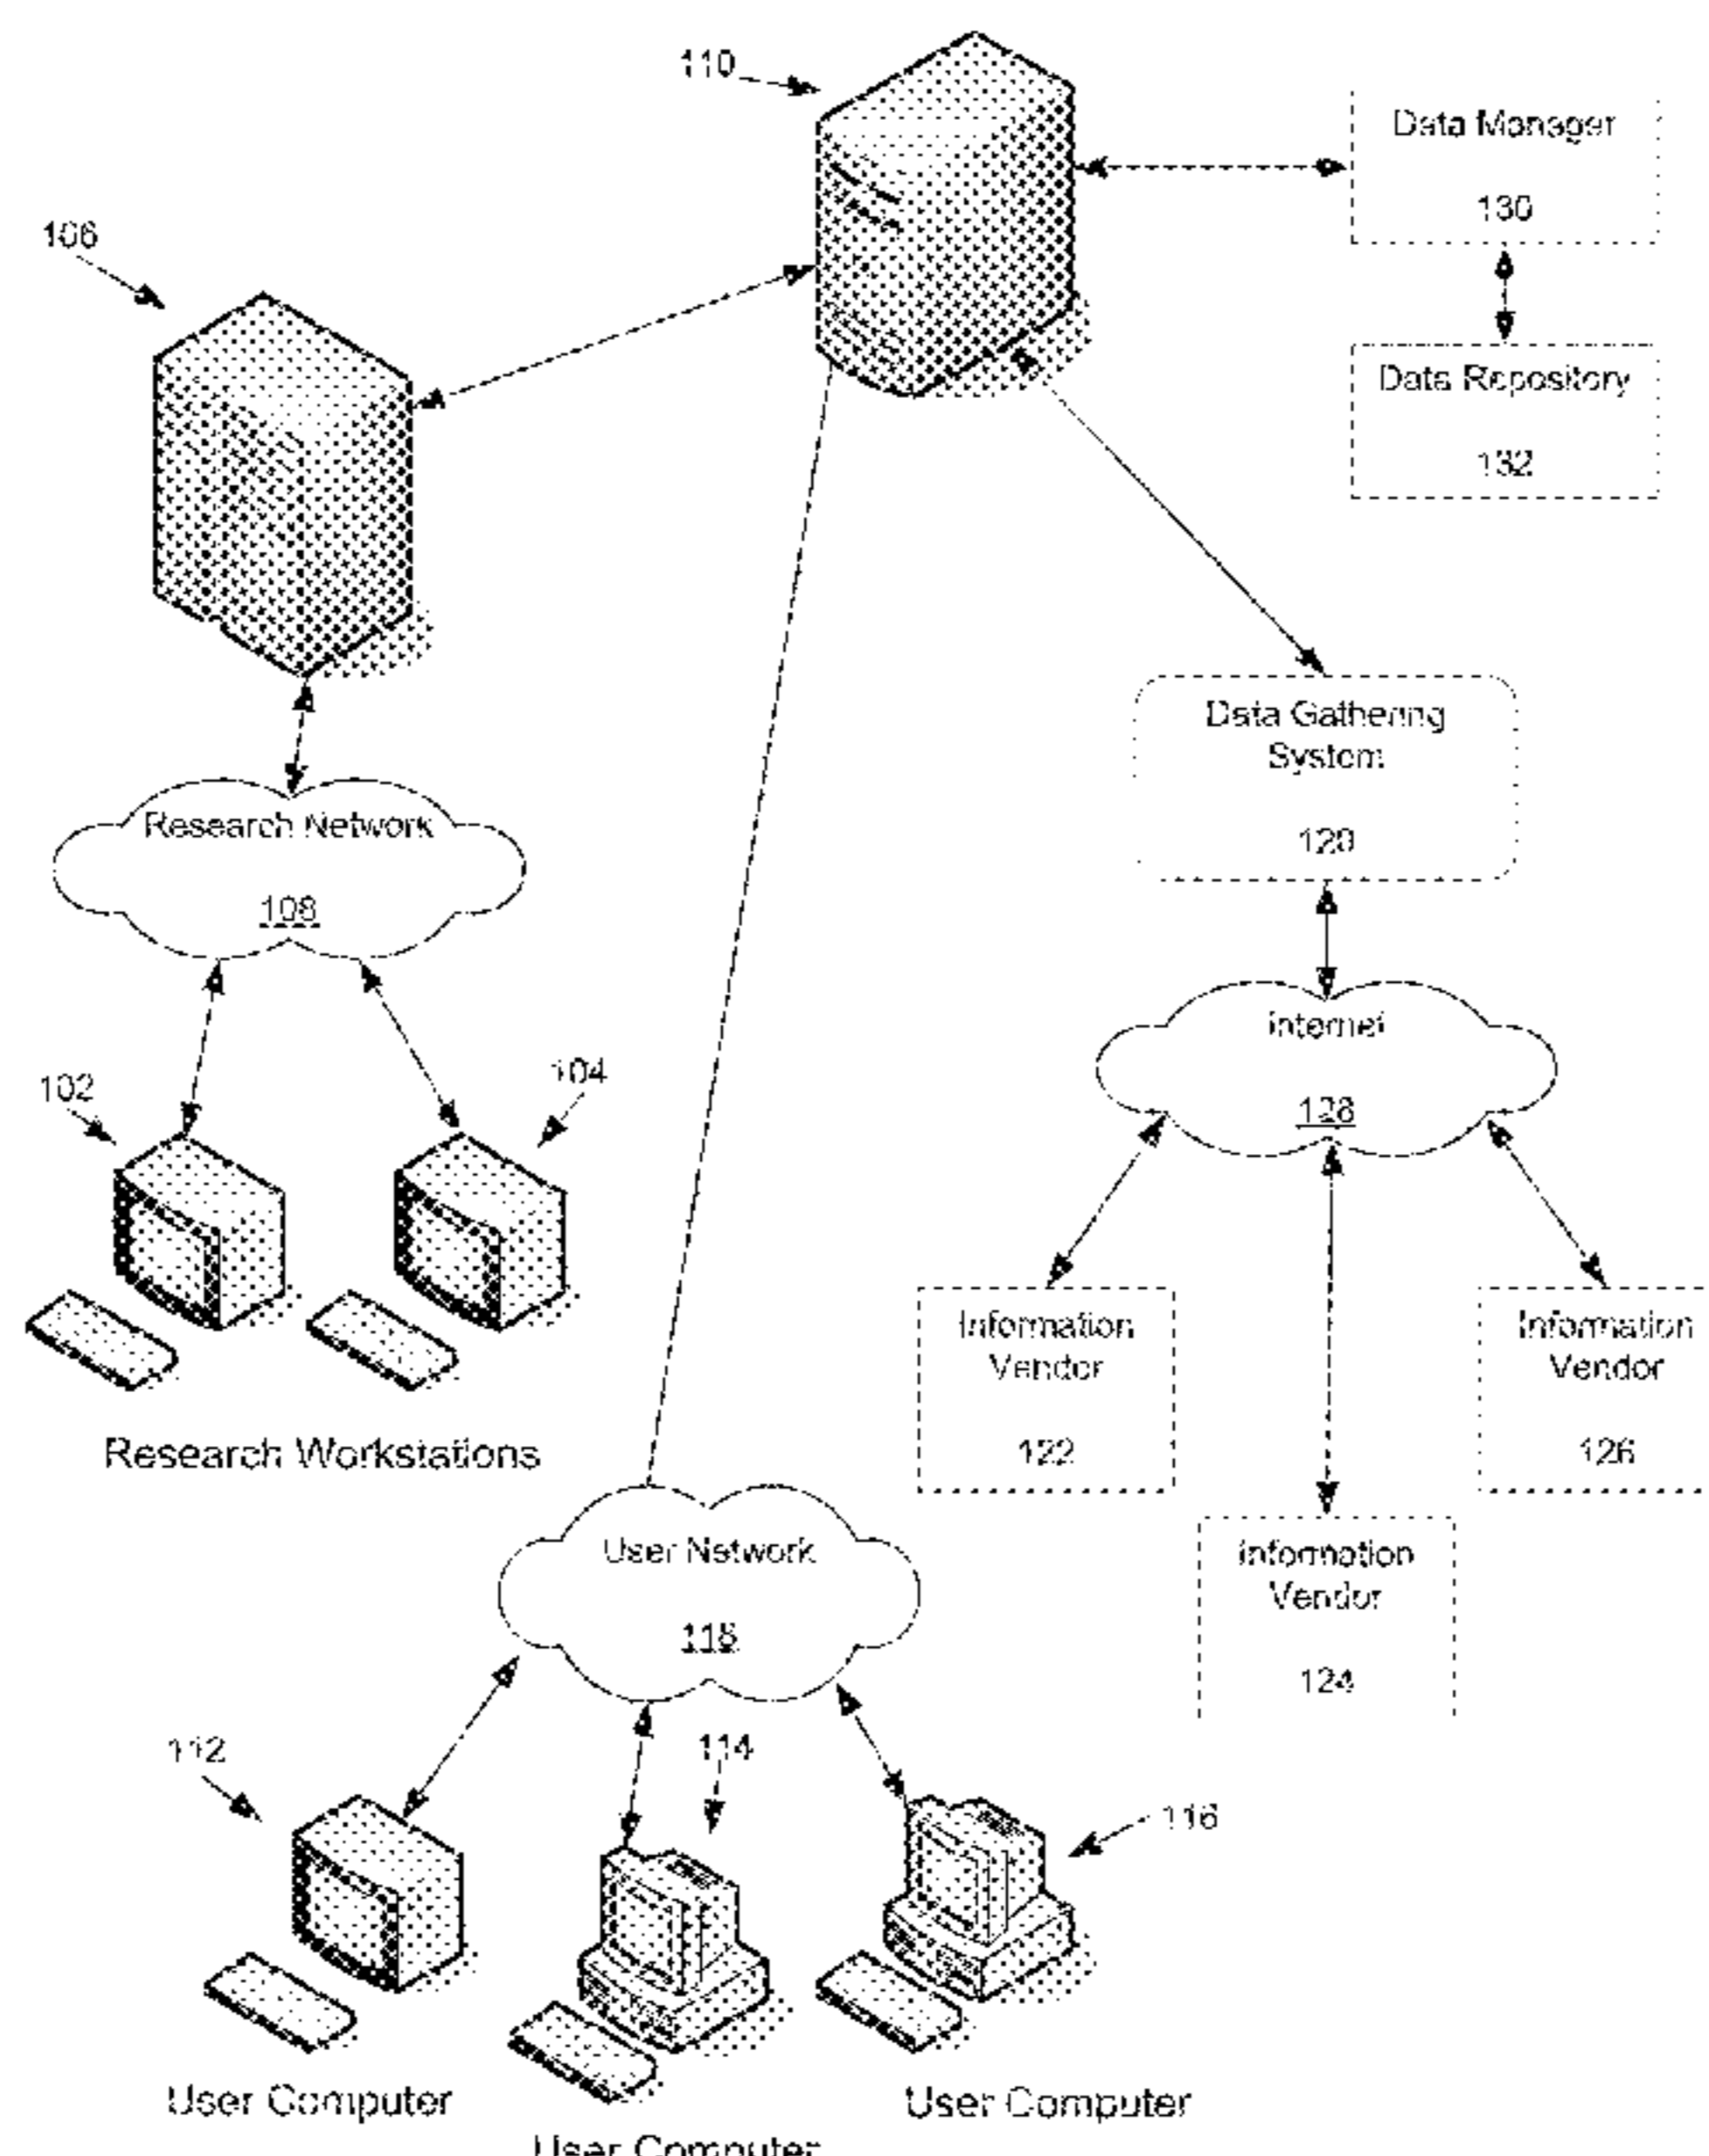 110
Data Manager
130
106
Data Repository
132
Data Gathering
System
120
Research Network
108
Internet
128
102
104
Information
Vendor
122
Information
Vendor
126
Research Workstations
User Network
118
Information
Vendor
124
112
114
116
User Computer
User Computer
User Computer